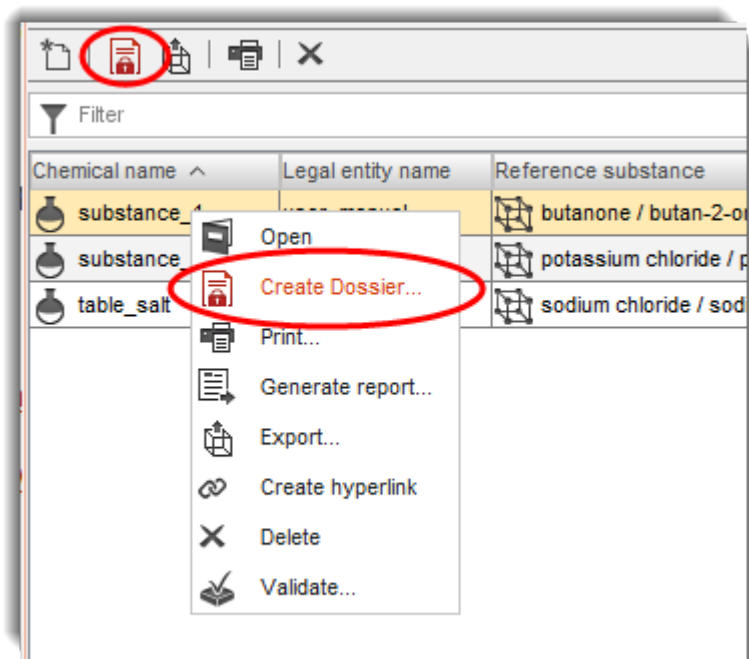 Filter
Chemical name Legal entity name Reference substance
substance_1 butanone / butan-2-o
substance_ potassium chloride / p
table_salt sodium chloride / sod
Open
Create Dossier...
Print...
Generate report...
Export...
Create hyperlink
Delete
Validate...